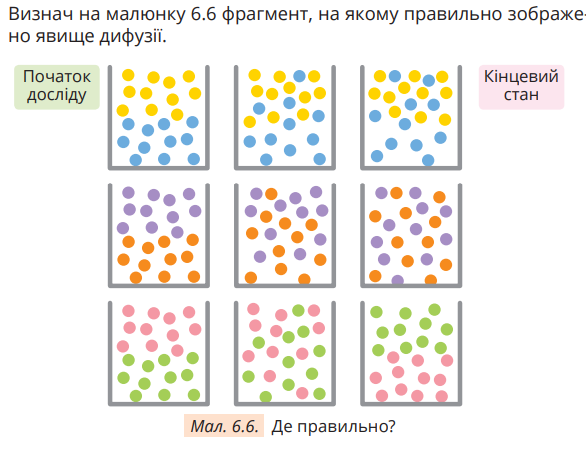 Визнач на малюнку 6.6 фрагмент, на якому правильно зображе-
но явище дифузії.
Початок
досліду
Кінцевий
стан
Мал. 6.6. Де правильно?